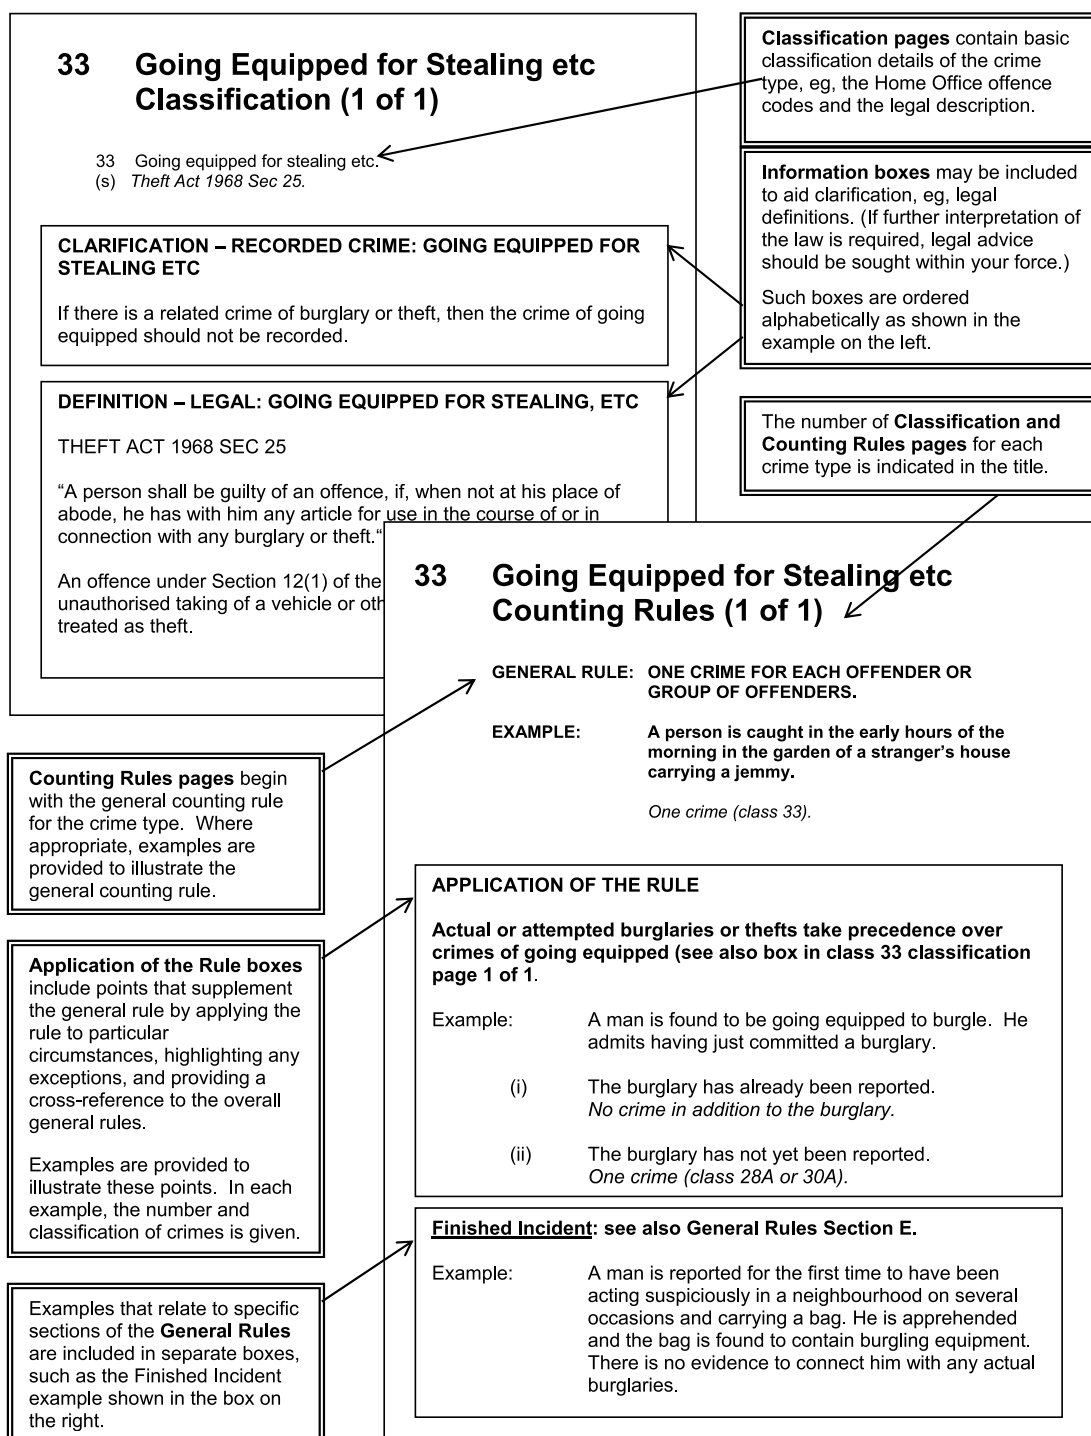 33 Going Equipped for Stealing etc
Classification (1 of 1)
33 Going equipped for stealing etc.
(s) Theft Act 1968 Sec 25.
CLARIFICATION – RECORDED CRIME: GOING EQUIPPED FOR
STEALING ETC
If there is a related crime of burglary or theft, then the crime of going
equipped should not be recorded.
DEFINITION – LEGAL: GOING EQUIPPED FOR STEALING, ETC
THEFT ACT 1968 SEC 25
“A person shall be guilty of an offence, if, when not at his place of
abode, he has with him any article for use in the course of or in
connection with any burglary or theft.“
An offence under Section 12(1) of the
unauthorised taking of a vehicle or oth
treated as theft.
Classification pages contain basic
classification details of the crime
type, eg, the Home Office offence
codes and the legal description.
Information boxes may be included
to aid clarification, eg, legal
definitions. (If further interpretation of
the law is required, legal advice
should be sought within your force.)
Such boxes are ordered
alphabetically as shown in the
example on the left.
The number of Classification and
Counting Rules pages for each
crime type is indicated in the title.
33 Going Equipped for Stealing etc
Counting Rules (1 of 1)
GENERAL RULE: ONE CRIME FOR EACH OFFENDER OR
GROUP OF OFFENDERS.
EXAMPLE: A person is caught in the early hours of the
morning in the garden of a stranger’s house
carrying a jemmy.
One crime (class 33).
Counting Rules pages begin
with the general counting rule
for the crime type. Where
appropriate, examples are
provided to illustrate the
general counting rule.
APPLICATION OF THE RULE
Actual or attempted burglaries or thefts take precedence over
crimes of going equipped (see also box in class 33 classification
page 1 of 1.
Example: A man is found to be going equipped to burgle. He
admits having just committed a burglary.
(i) The burglary has already been reported.
No crime in addition to the burglary.
(ii) The burglary has not yet been reported.
One crime (class 28A or 30A).
Application of the Rule boxes
include points that supplement
the general rule by applying the
rule to particular
circumstances, highlighting any
exceptions, and providing a
cross-reference to the overall
general rules.
Examples are provided to
illustrate these points. In each
example, the number and
classification of crimes is given.
Finished Incident: see also General Rules Section E.
Example: A man is reported for the first time to have been
acting suspiciously in a neighbourhood on several
occasions and carrying a bag. He is apprehended
and the bag is found to contain burgling equipment.
There is no evidence to connect him with any actual
burglaries.
Examples that relate to specific
sections of the General Rules
are included in separate boxes,
such as the Finished Incident
example shown in the box on
the right.